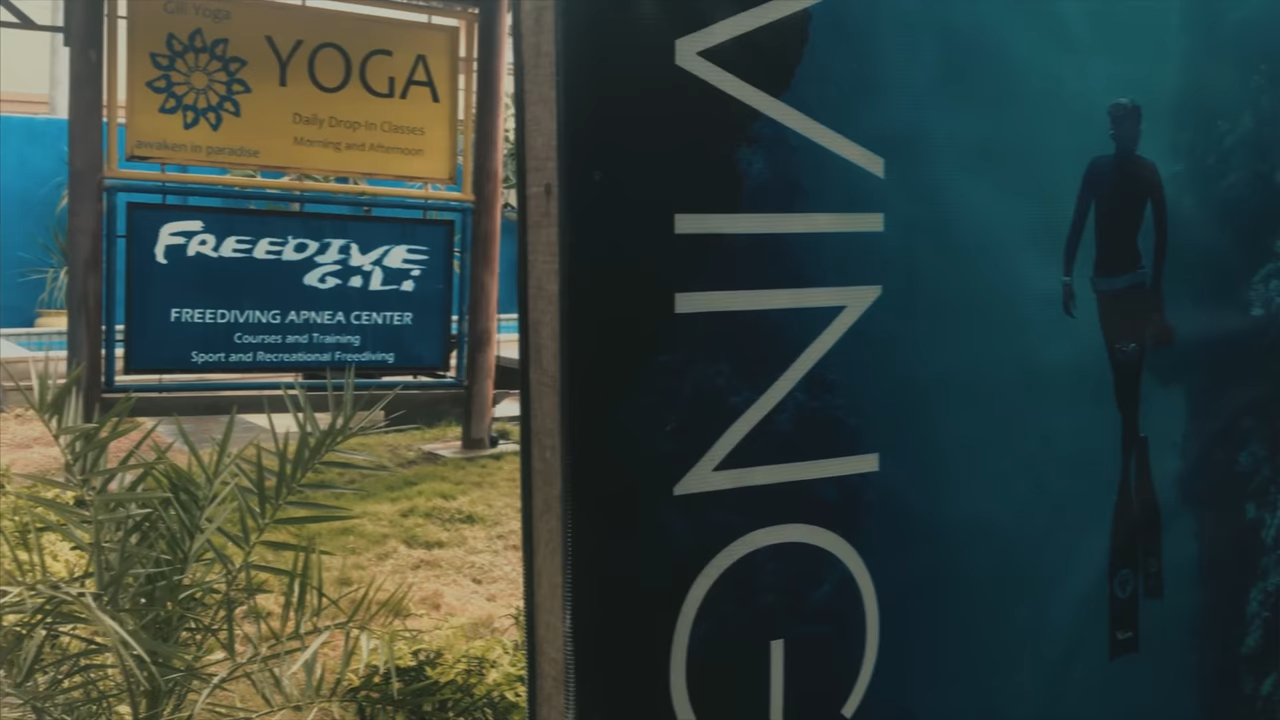 Gili Yoga
YOGA
Daily Drop-In Classes
Morning and Afternoon
awaken in paradise
FREEDIVE
GILI
FREEDIVING APNEA CENTER
Courses and Training
Sport and Recreational Freediving
VING